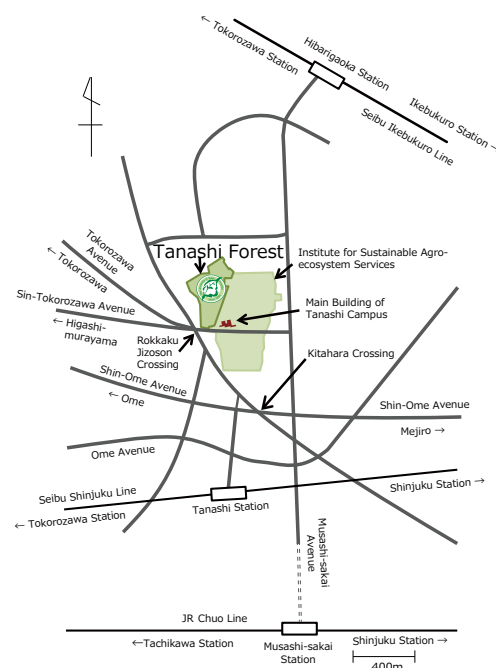 ← Tokorozawa Station
Hibarigaoka Station
Ikebukuro Station →
Seibu Ikebukuro Line
Tokorozawa
Avenue
← Tokorozawa
Tanashi Forest
Institute for Sustainable Agro-
ecosystem Services
Sin-Tokorozawa Avenue
← Higashi-
murayama
Main Building of
Tanashi Campus
Rokkaku
Jizoson
Crossing
Kitahara Crossing
Shin-Ome Avenue
← Ome
Shin-Ome Avenue
Mejiro →
Ome Avenue
Seibu Shinjuku Line
← Tokorozawa Station
Tanashi Station
Shinjuku Station →
Musashi-sakai
Avenue
JR Chuo Line
←Tachikawa Station
Musashi-sakai
Station
Shinjuku Station →
400m